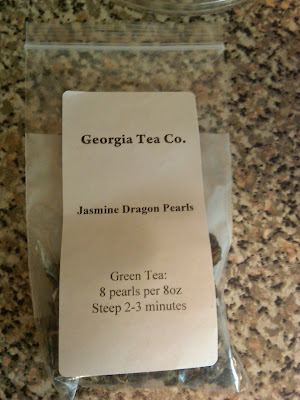 Georgia Tea Co.
Jasmine Dragon Pearls
Green Tea:
8 pearls per 8oz
Steep 2-3 minutes